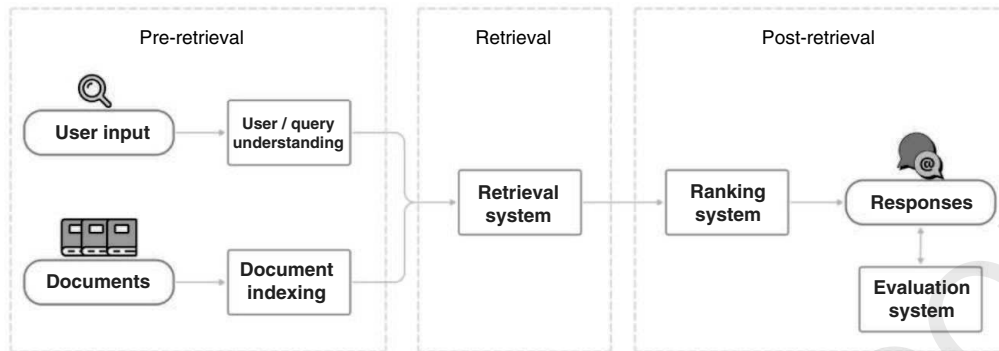 Pre-retrieval
Retrieval
Post-retrieval
User input
User / query
understanding
Documents
Document
indexing
Retrieval
system
Ranking
system
@
Responses
Evaluation
system